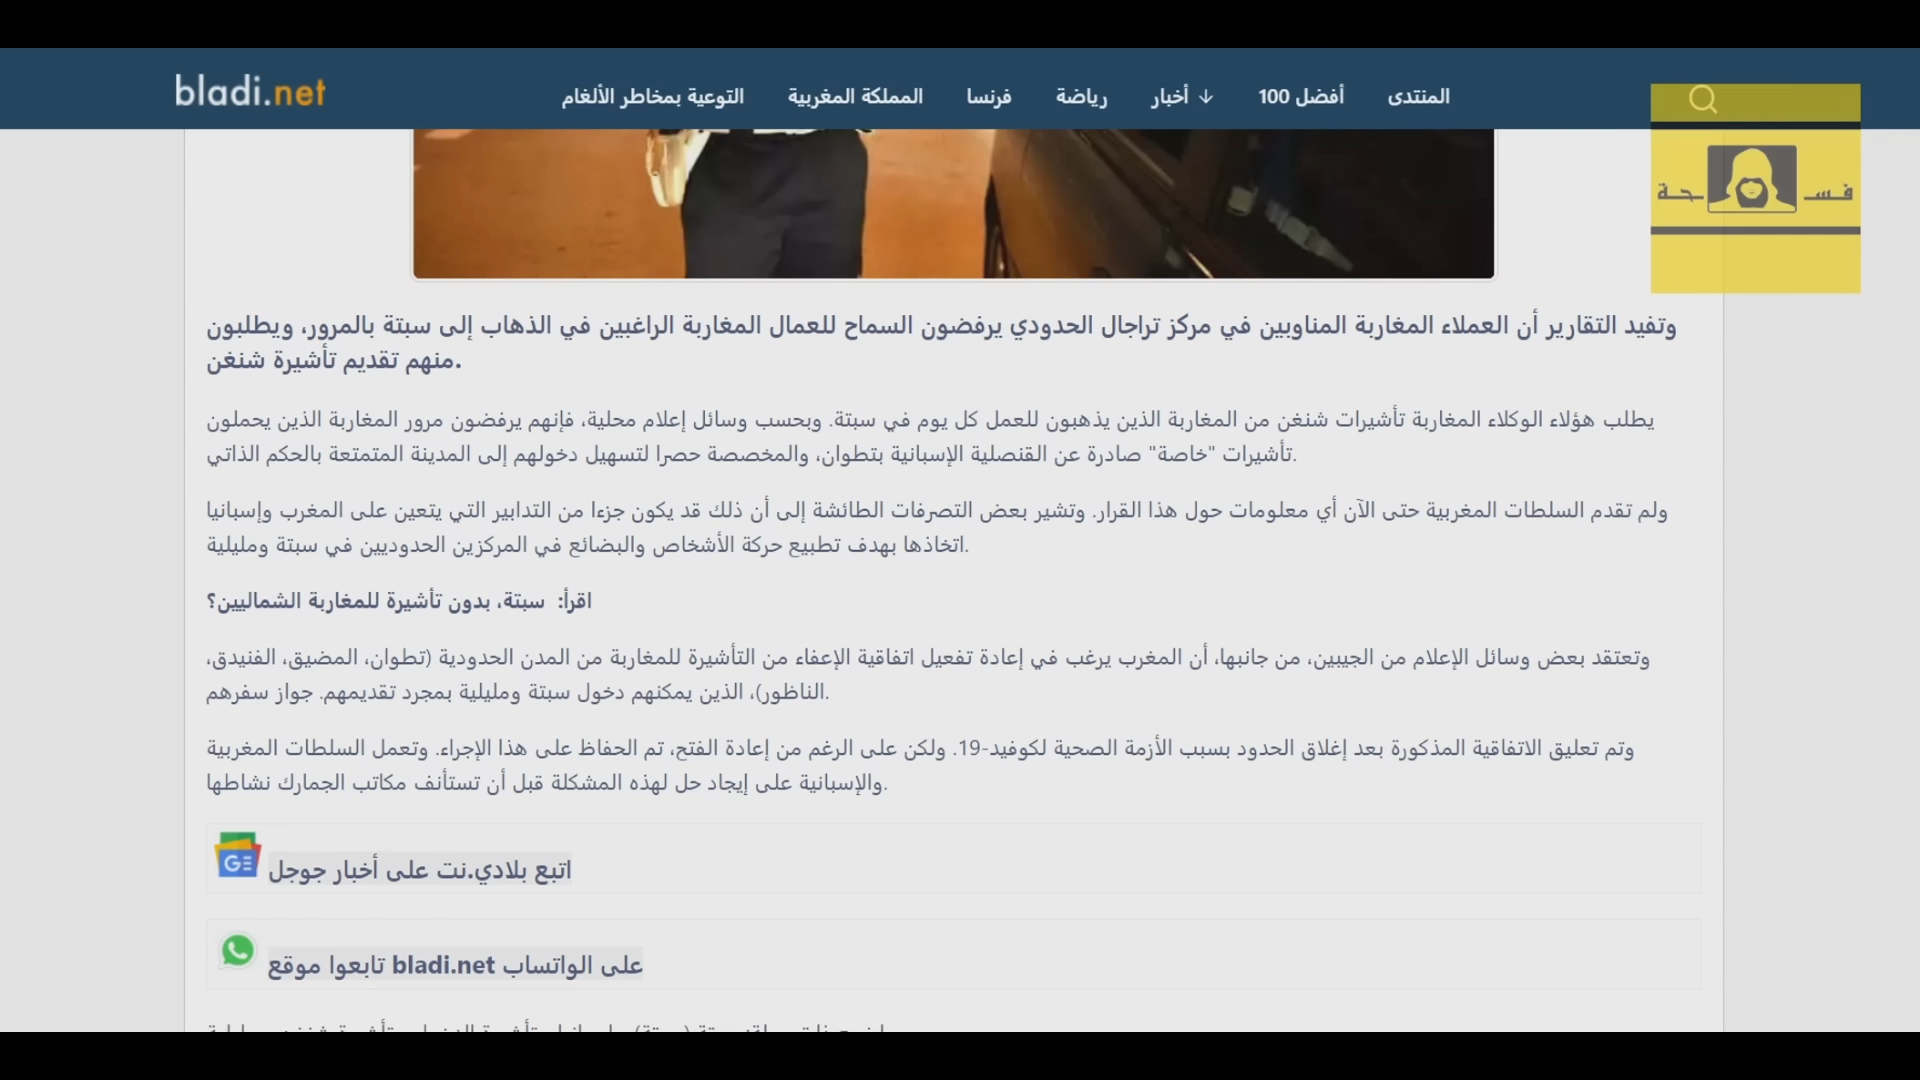 bladi.net
المنتدى
أفضل 100
أخبار
رياضة
فرنسا
المملكة المغربية
التوعية بمخاطر الألغام
فسحة
وتفيد التقارير أن العملاء المغاربة المناوبين في مركز تراجال الحدودي يرفضون السماح للعمال المغاربة الراغبين في الذهاب إلى سبتة بالمرور، ويطلبون
منهم تقديم تأشيرة شنغن.
يطلب هؤلاء الوكلاء المغاربة تأشيرات شنغن من المغاربة الذين يذهبون للعمل كل يوم في سبتة. وبحسب وسائل إعلام محلية، فإنهم يرفضون مرور المغاربة الذين يحملون
تأشيرات "خاصة" صادرة عن القنصلية الإسبانية بتطوان، والمخصصة حصرا لتسهيل دخولهم إلى المدينة المتمتعة بالحكم الذاتي.
ولم تقدم السلطات المغربية حتى الآن أي معلومات حول هذا القرار. وتشير بعض التصرفات الطائشة إلى أن ذلك قد يكون جزءا من التدابير التي يتعين على المغرب وإسبانيا
اتخاذها بهدف تطبيع حركة الأشخاص والبضائع في المركزين الحدوديين في سبتة ومليلية.
اقرأ: سبتة، بدون تأشيرة للمغاربة الشماليين؟
وتعتقد بعض وسائل الإعلام من الجيبين، من جانبها، أن المغرب يرغب في إعادة تفعيل اتفاقية الإعفاء من التأشيرة للمغاربة من المدن الحدودية (تطوان، المضيق، الفنيدق،
الناظور)، الذين يمكنهم دخول سبتة ومليلية بمجرد تقديمهم. جواز سفرهم.
وتم تعليق الاتفاقية المذكورة بعد إغلاق الحدود بسبب الأزمة الصحية لكوفيد-19. ولكن على الرغم من إعادة الفتح، تم الحفاظ على هذا الإجراء. وتعمل السلطات المغربية
والإسبانية على إيجاد حل لهذه المشكلة قبل أن تستأنف مكاتب الجمارك نشاطها.
اتبع بلادي.نت على أخبار جوجل
على الواتساب bladi.net تابعوا موقع